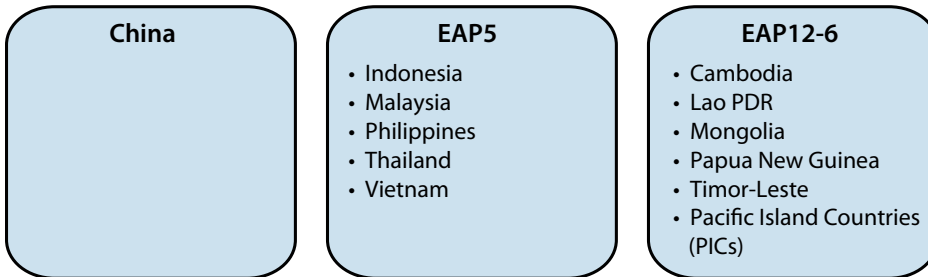 China
EAP5
• Indonesia
• Malaysia
• Philippines
• Thailand
• Vietnam
EAP12-6
• Cambodia
• Lao PDR
• Mongolia
• Papua New Guinea
• Timor-Leste
• Pacific Island Countries
(PICs)